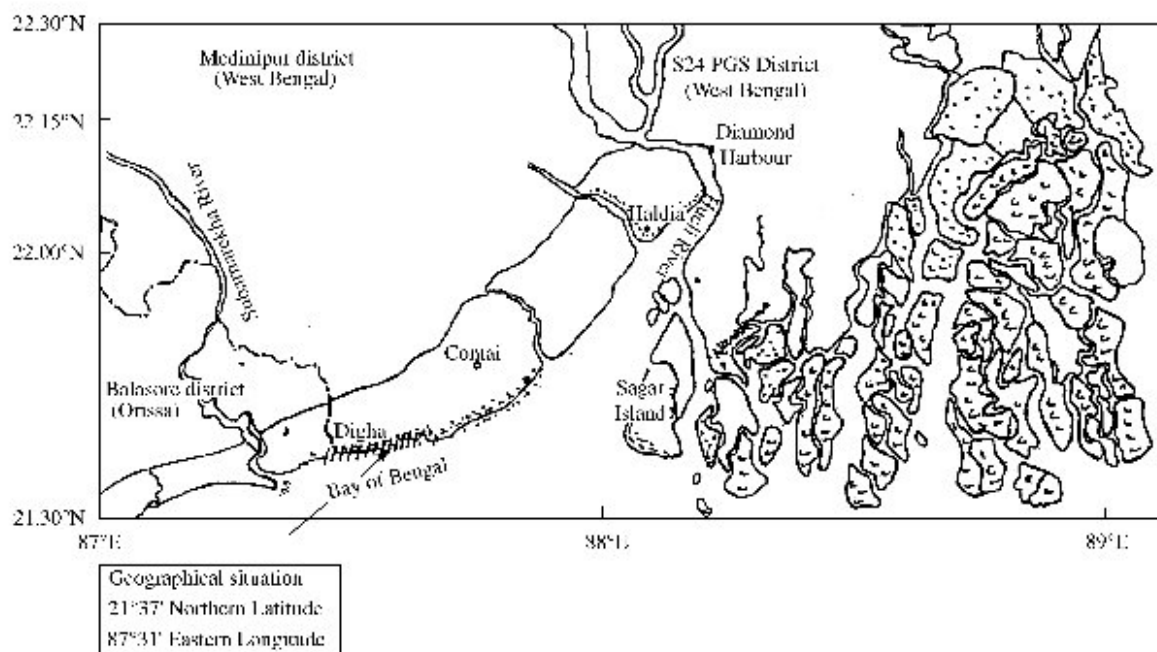 22.30°N
Medinipur district
(West Bengal)
S24 PGS District
(West Bengal)
22.15°N
Diamond
Harbour
Subarnarekha River
Haldia
Hugli River
22.00°N
Contai
Balasore district
(Orissa)
Sagar
Island
Digha
Bay of Bengal
21.30°N
87°E
88°E
89°E
Geographical situation
21°37' Northern Latitude
87°31' Eastern Longitude